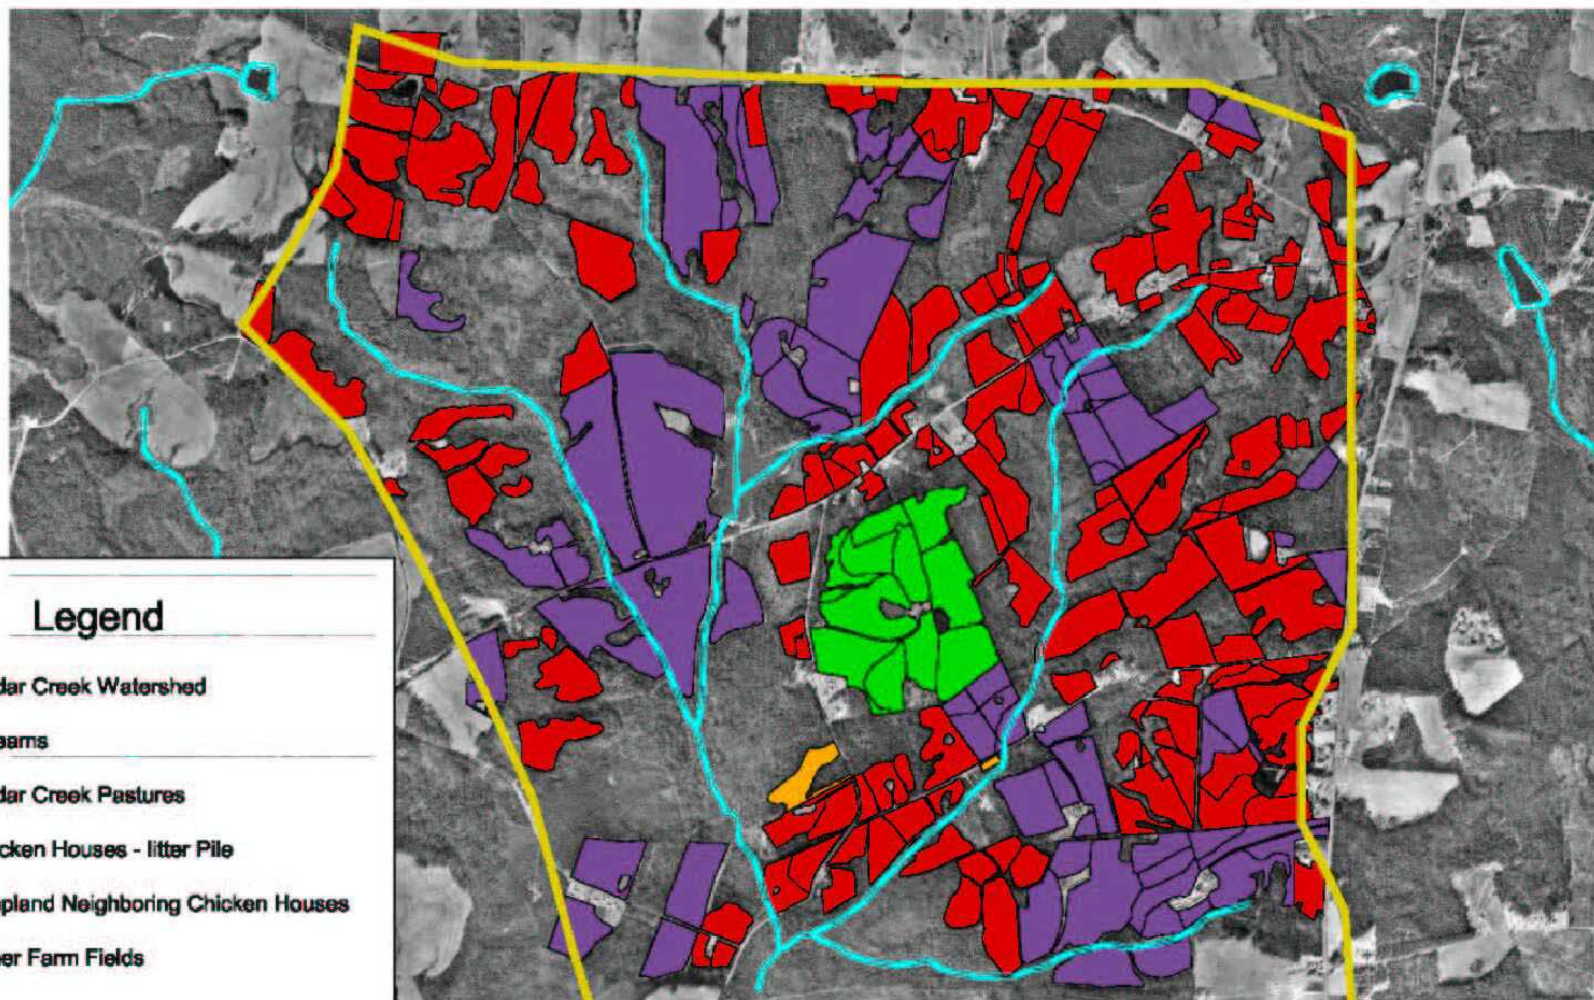 Legend
dar Creek Watershed
eams
dar Creek Pastures
cken Houses - litter Pile
pland Neighboring Chicken Houses
er Farm Fields